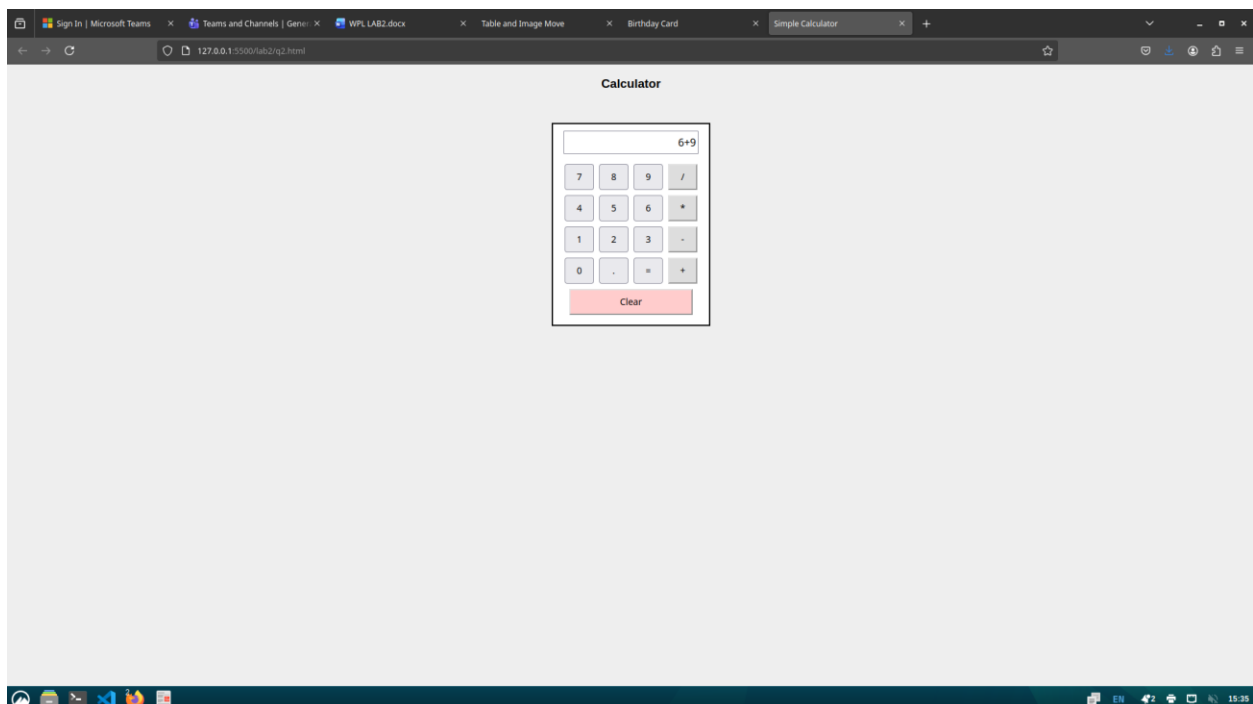 Sign In | Microsoft Teams × Teams and Channels | Gener × WPL LAB2.docx × Table and Image Move × Birthday Card × Simple Calculator × +
127.0.0.1:5500/lab2/q2.html
Calculator
6+9
7 8 9 /
4 5 6 *
1 2 3 -
0 . = +
Clear
2 EN 2 15:35